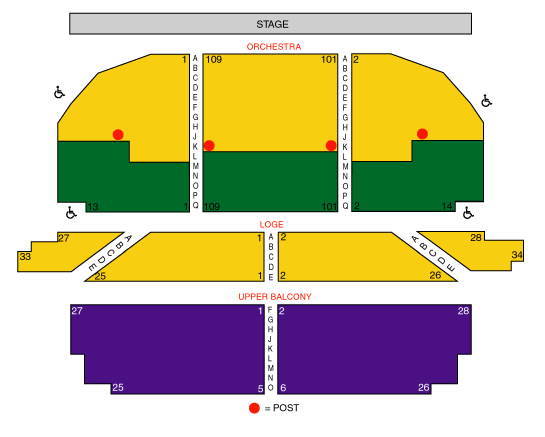 STAGE
ORCHESTRA
1 A 109 101 A 2
B B
C C
D D
E E
F F
G G
H H
J J
K K
L L
M M
N N
O O
P P
13 1 Q 109 101 Q 2 14
LOGE
27 A 1 A 2 A 28
33 B B B 34
C C C
D D D
E 25 1 E 2 26 E
UPPER BALCONY
27 1 F 2 28
G
H
J
K
L
M
N
25 5 O 6 26
= POST